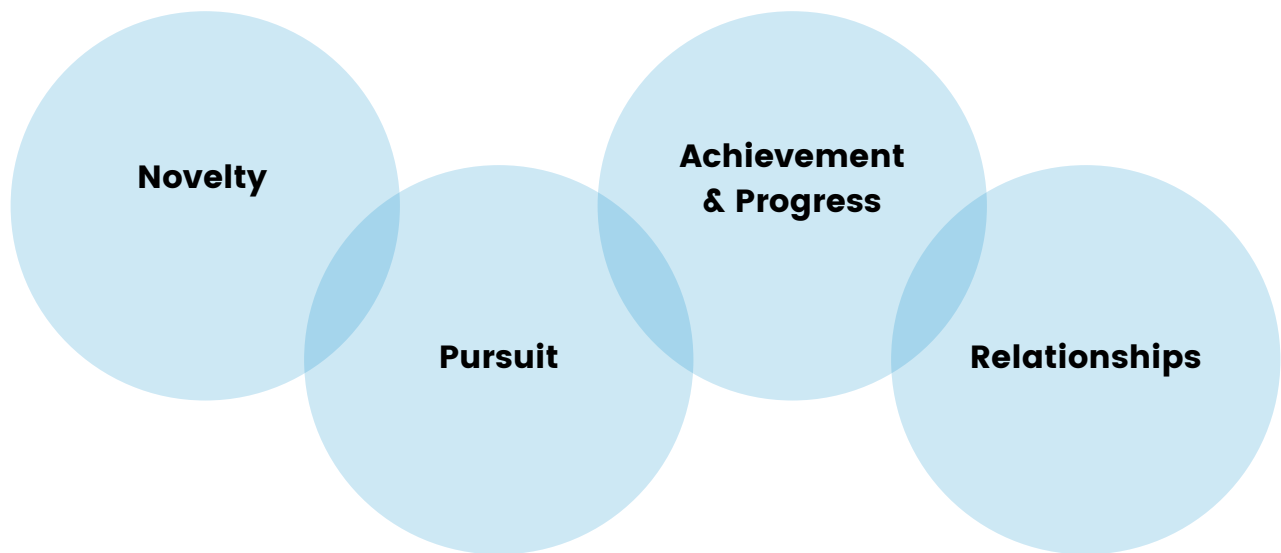 Novelty
Pursuit
Achievement
& Progress
Relationships